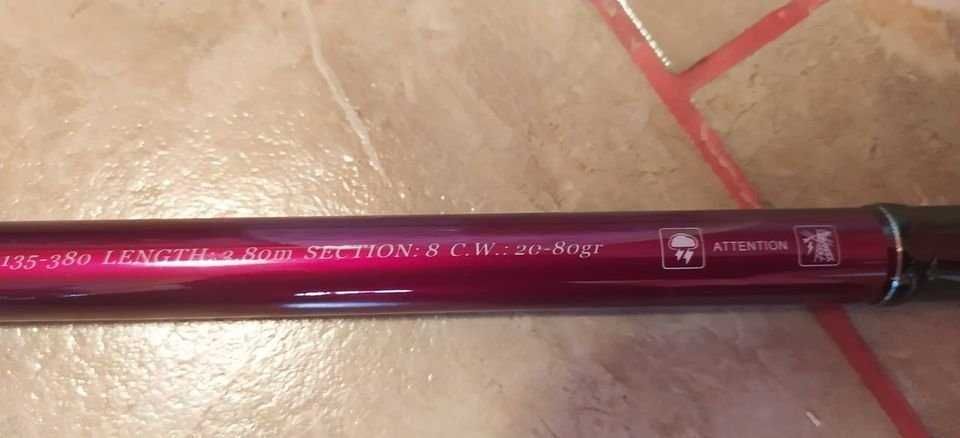 135-380 LENGTH: 3.80m SECTION: 8 C.W.: 20-80gr ATTENTION